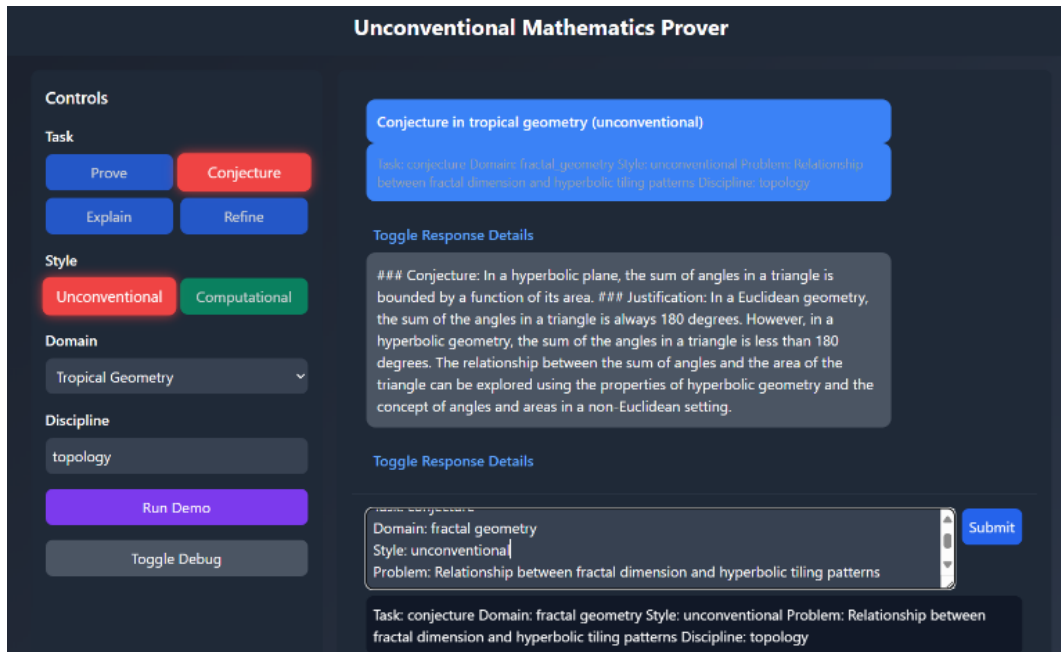 Unconventional Mathematics Prover
Controls
Task
Prove
Conjecture
Explain
Refine
Style
Unconventional
Computational
Domain
Tropical Geometry
Discipline
topology
Run Demo
Toggle Debug
Conjecture in tropical geometry (unconventional)
Task: conjecture Domain: fractal_geometry Style: unconventional Problem: Relationship
between fractal dimension and hyperbolic tiling patterns Discipline: topology
Toggle Response Details
### Conjecture: In a hyperbolic plane, the sum of angles in a triangle is
bounded by a function of its area. ### Justification: In a Euclidean geometry,
the sum of the angles in a triangle is always 180 degrees. However, in a
hyperbolic geometry, the sum of the angles in a triangle is less than 180
degrees. The relationship between the sum of angles and the area of the
triangle can be explored using the properties of hyperbolic geometry and the
concept of angles and areas in a non-Euclidean setting.
Toggle Response Details
Task: conjecture
Domain: fractal geometry
Style: unconventional
Problem: Relationship between fractal dimension and hyperbolic tiling patterns
Submit
Task: conjecture Domain: fractal geometry Style: unconventional Problem: Relationship between
fractal dimension and hyperbolic tiling patterns Discipline: topology